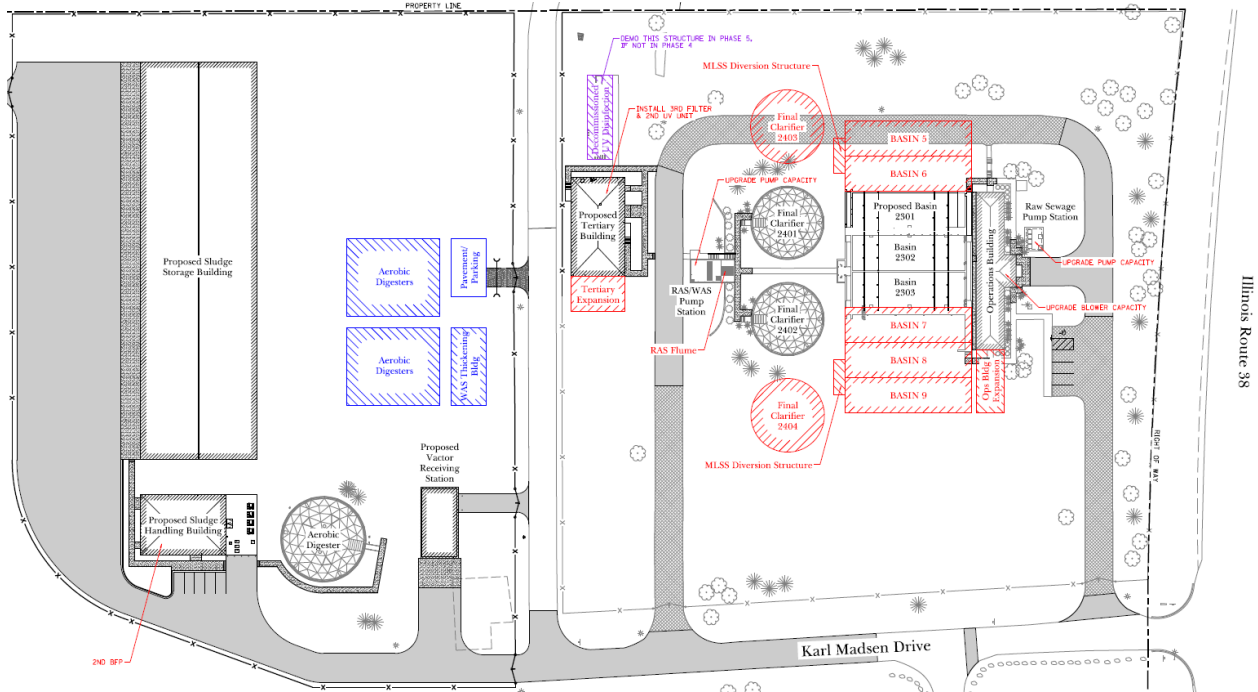 PROPERTY LINE
DEMO THIS STRUCTURE IN PHASE 5,
IF NOT IN PHASE 4
MLSS Diversion Structure
Decommissioned
UV Disinfection
INSTALL 3RD FILTER
& 2ND UV UNIT
Final
Clarifier
2403
BASIN 5
BASIN 6
UPGRADE PUMP CAPACITY
Proposed
Tertiary
Building
Final
Clarifier
2401
Proposed Basin
2301
Basin
2302
Basin
2303
Operations Building
Raw Sewage
Pump Station
UPGRADE PUMP CAPACITY
Proposed Sludge
Storage Building
Aerobic
Digesters
Pavement/
Parking
Tertiary
Expansion
RAS/WAS
Pump
Station
Final
Clarifier
2402
UPGRADE BLOWER CAPACITY
Illinois Route 38
BASIN 7
RAS Flume
Aerobic
Digesters
WAS Thickening
Bldg
BASIN 8
BASIN 9
Ops Bldg
Expansion
Final
Clarifier
2404
RIGHT OF WAY
MLSS Diversion Structure
Proposed
Vactor
Receiving
Station
Proposed Sludge
Handling Building
Aerobic
Digester
2ND BFP
Karl Madsen Drive